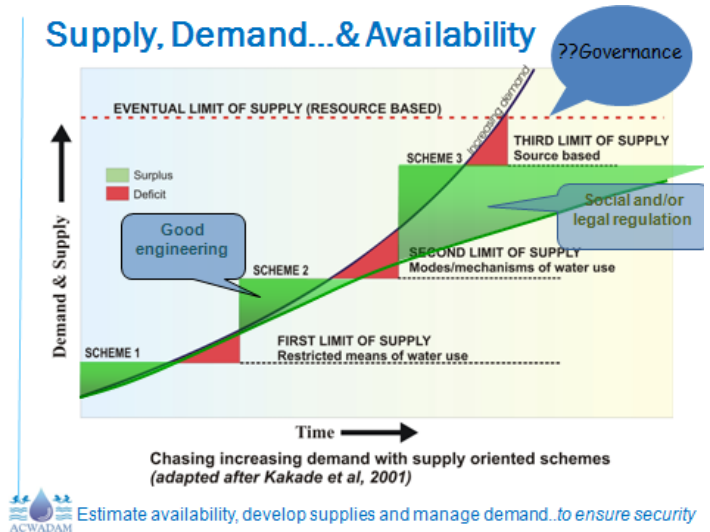 Supply, Demand...& Availability
??Governance
EVENTUAL LIMIT OF SUPPLY (RESOURCE BASED)
Increasing demand
THIRD LIMIT OF SUPPLY
Source based
SCHEME 3
Surplus
Deficit
Good
engineering
Social and/or
legal regulation
SCHEME 2
SECOND LIMIT OF SUPPLY
Modes/mechanisms of water use
Demand & Supply
FIRST LIMIT OF SUPPLY
Restricted means of water use
SCHEME 1
Time
Chasing increasing demand with supply oriented schemes
(adapted after Kakade et al, 2001)
ACWADAM
Estimate availability, develop supplies and manage demand..to ensure security